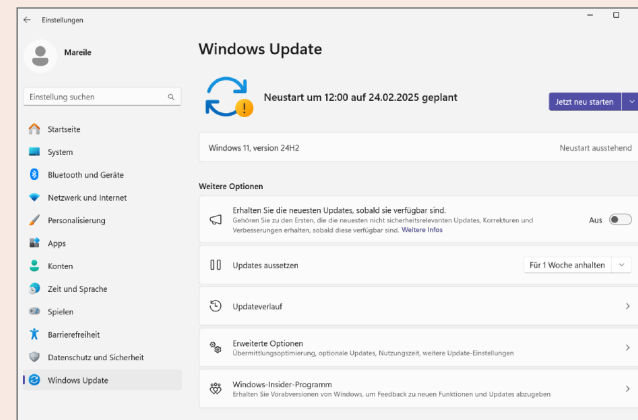 Einstellungen
Mareile
Einstellung suchen
Startseite
System
Bluetooth und Geräte
Netzwerk und Internet
Personalisierung
Apps
Konten
Zeit und Sprache
Spielen
Barrierefreiheit
Datenschutz und Sicherheit
Windows Update
Windows Update
Neustart um 12:00 auf 24.02.2025 geplant
Jetzt neu starten
Windows 11, version 24H2
Neustart ausstehend
Weitere Optionen
Erhalten Sie die neuesten Updates, sobald sie verfügbar sind.
Gehören Sie zu den Ersten, die die neuesten nicht sicherheitsrelevanten Updates, Korrekturen und
Verbesserungen erhalten, sobald diese verfügbar sind. Weitere Infos
Aus
Updates aussetzen
Für 1 Woche anhalten
Updateverlauf
Erweiterte Optionen
Übermittlungsoptimierung, optionale Updates, Nutzungszeit, weitere Update-Einstellungen
Windows-Insider-Programm
Erhalten Sie Vorabversionen von Windows, um Feedback zu neuen Funktionen und Updates abzugeben